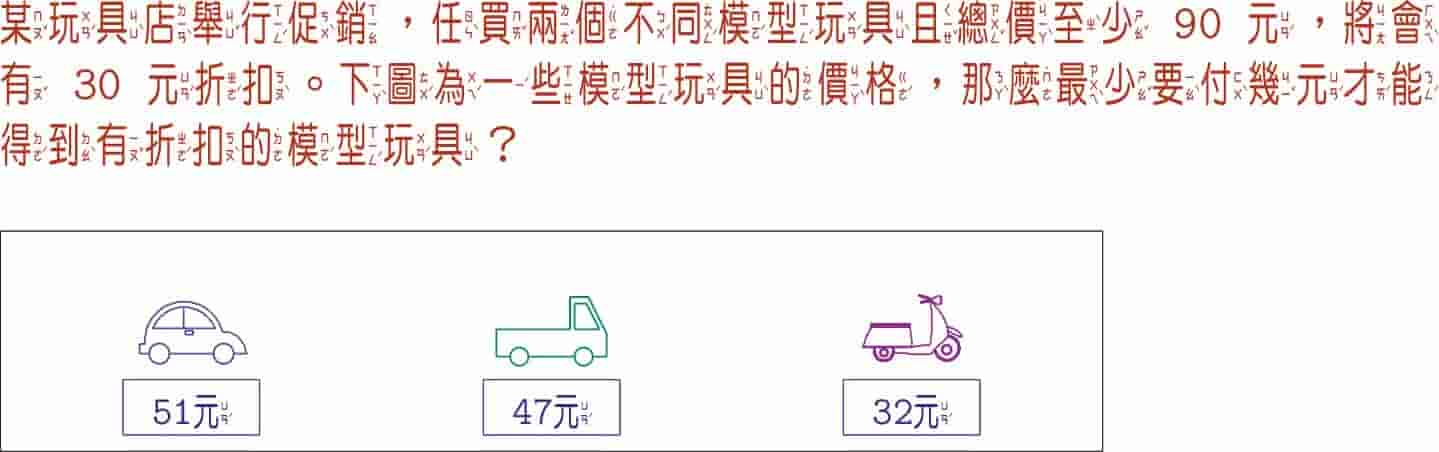 某玩具店舉行促銷,任買兩個不同模型玩具且總價至少 90 元,將會
有 30 元折扣。下圖為一些模型玩具的價格,那麼最少要付幾元才能
得到有折扣的模型玩具?
51元 47元 32元